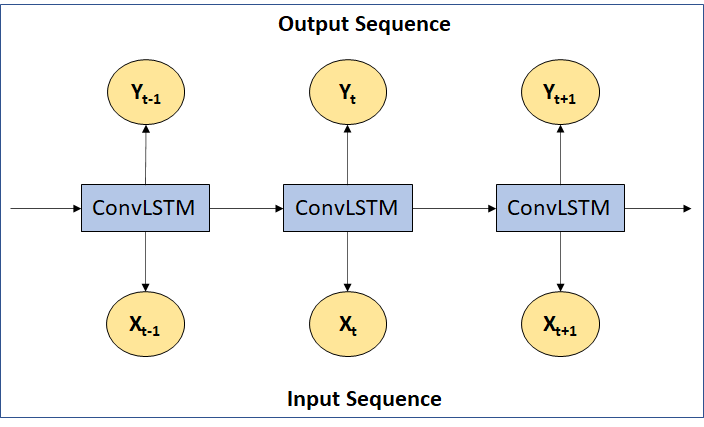 Output Sequence
Yt-1 Yt Yt+1
ConvLSTM ConvLSTM ConvLSTM
Xt-1 Xt Xt+1
Input Sequence